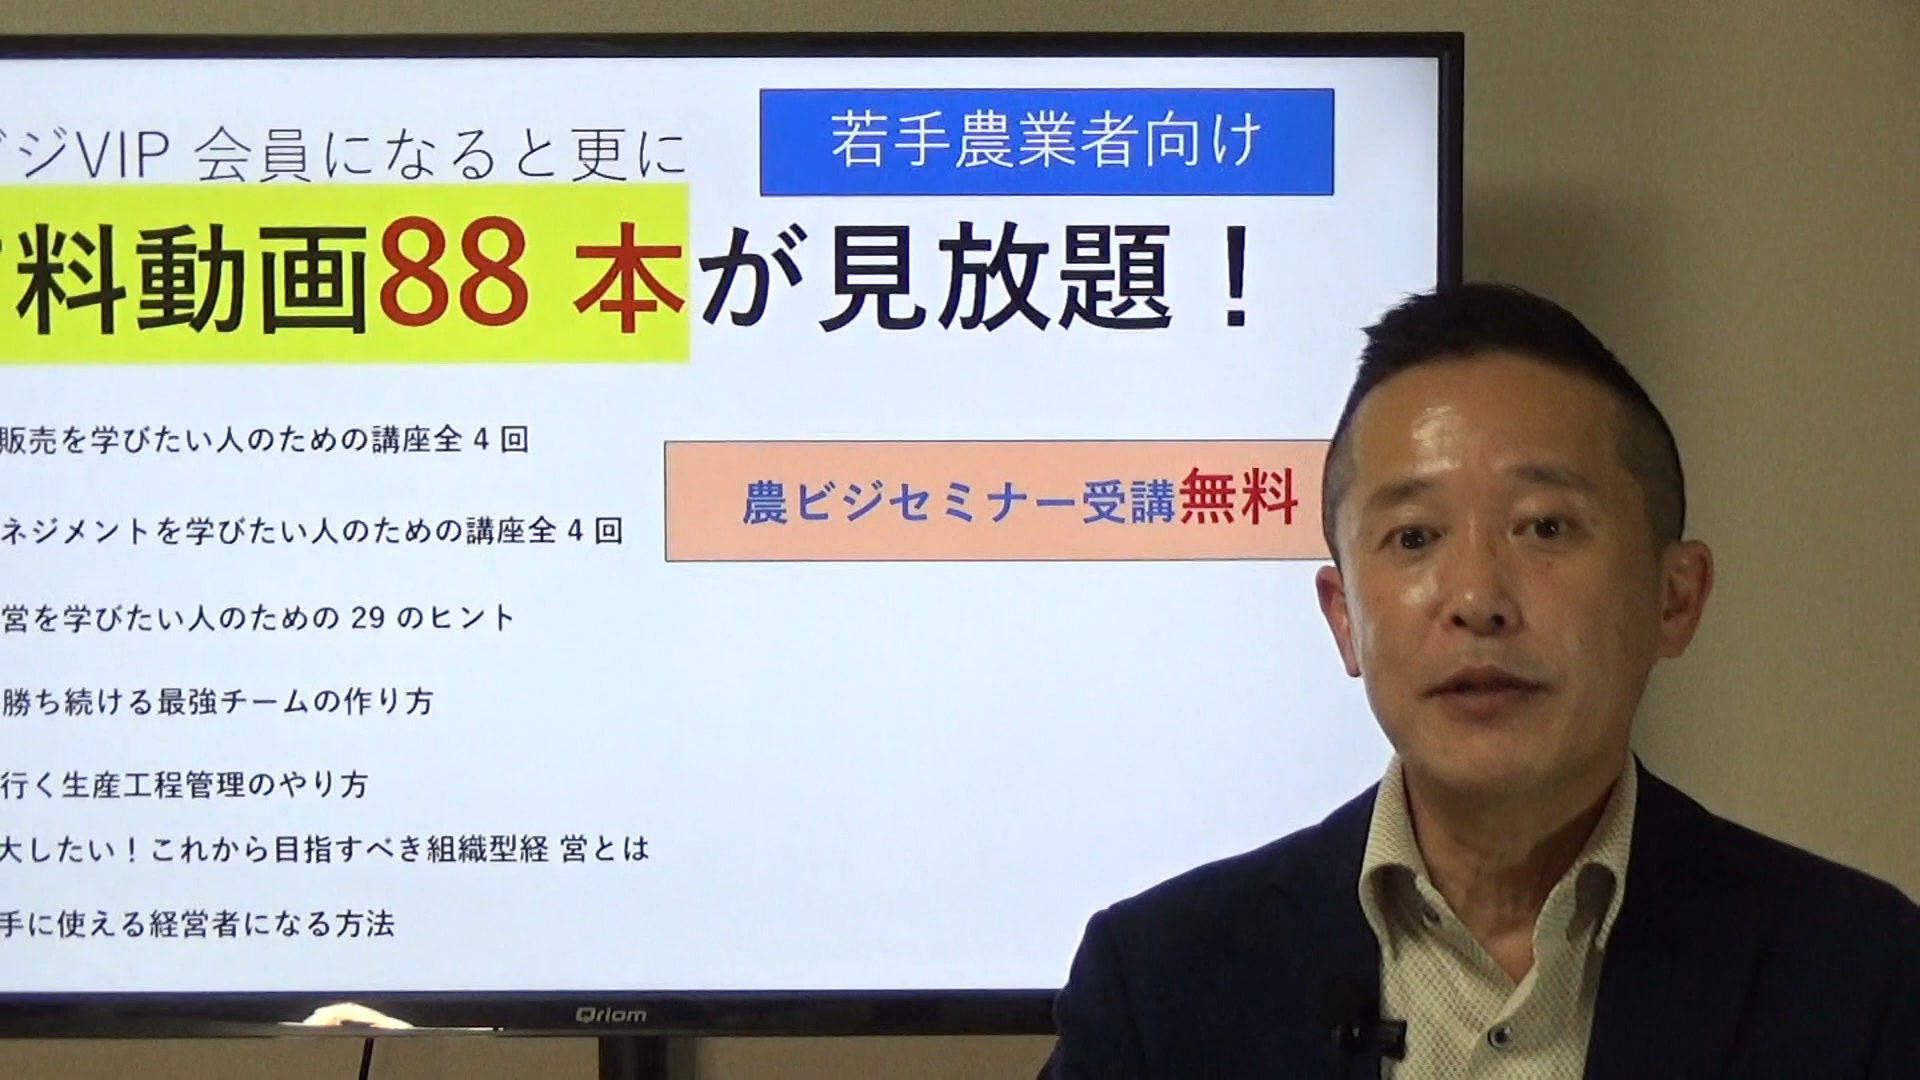 ジVIP 会員になると更に
若手農業者向け
料動画88 本が見放題！
販売を学びたい人のための講座全 4 回
農ビジセミナー受講無料
ネジメントを学びたい人のための講座全 4 回
営を学びたい人のための 29 のヒント
勝ち続ける最強チームの作り方
行く生産工程管理のやり方
大したい！これから目指すべき組織型経 営とは
手に使える経営者になる方法
Qriom